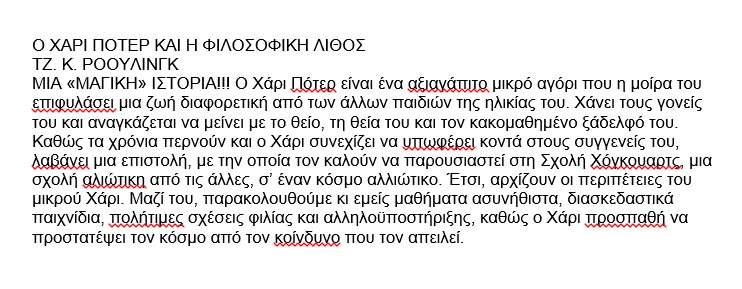 Ο ΧΑΡΙ ΠΟΤΕΡ ΚΑΙ Η ΦΙΛΟΣΟΦΙΚΗ ΛΙΘΟΣ
ΤΖ. Κ. ΡΟΟΥΛΙΝΓΚ
ΜΙΑ «ΜΑΓΙΚΗ» ΙΣΤΟΡΙΑ!!! Ο Χάρι Πότερ είναι ένα αξιαγάπιτο μικρό αγόρι που η μοίρα του
επιφυλάσει μια ζωή διαφορετική από των άλλων παιδιών της ηλικίας του. Χάνει τους γονείς
του και αναγκάζεται να μείνει με το θείο, τη θεία του και τον κακομαθημένο ξάδελφό του.
Καθώς τα χρόνια περνούν και ο Χάρι συνεχίζει να υπωφέρει κοντά στους συγγενείς του,
λαβάνει μια επιστολή, με την οποία τον καλούν να παρουσιαστεί στη Σχολή Χόγκουαρτς, μια
σχολή αλιώτικη από τις άλλες, σ’ έναν κόσμο αλλιώτικο. Έτσι, αρχίζουν οι περιπέτειες του
μικρού Χάρι. Μαζί του, παρακολουθούμε κι εμείς μαθήματα ασυνήθιστα, διασκεδαστικά
παιχνίδια, πολήτιμες σχέσεις φιλίας και αλληλοϋποστήριξης, καθώς ο Χάρι προσπαθή να
προστατέψει τον κόσμο από τον κοίνδυνο που τον απειλεί.